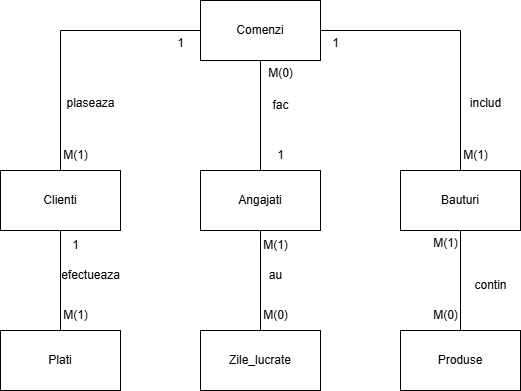 Comenzi
1
1
M(0)
plaseaza
fac
includ
M(1)
1
M(1)
Clienti
Angajati
Bauturi
1
M(1)
M(1)
efectueaza
au
contin
M(1)
M(0)
M(0)
Plati
Zile_lucrate
Produse